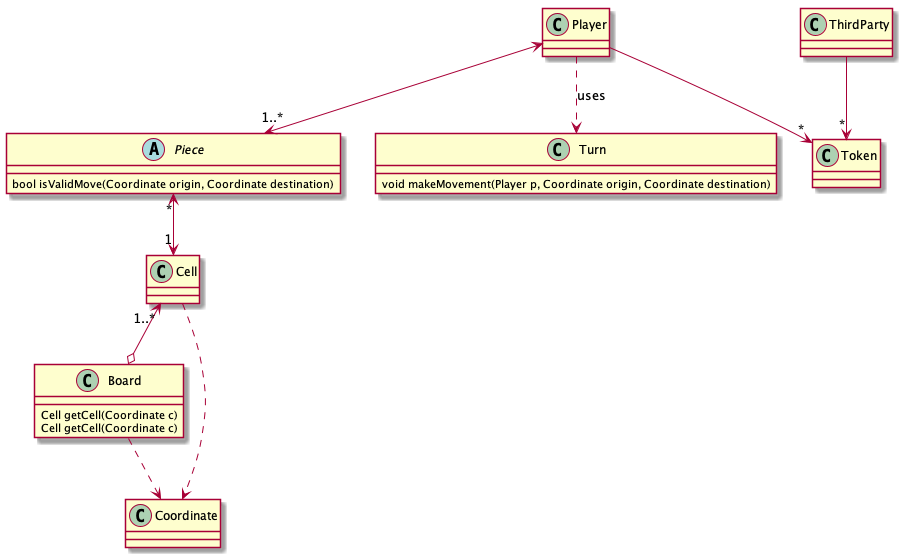 C Player
C ThirdParty
uses
1..*
*
*
A Piece
bool isValidMove(Coordinate origin, Coordinate destination)
C Turn
void makeMovement(Player p, Coordinate origin, Coordinate destination)
C Token
*
1
C Cell
1..*
C Board
Cell getCell(Coordinate c)
Cell getCell(Coordinate c)
C Coordinate